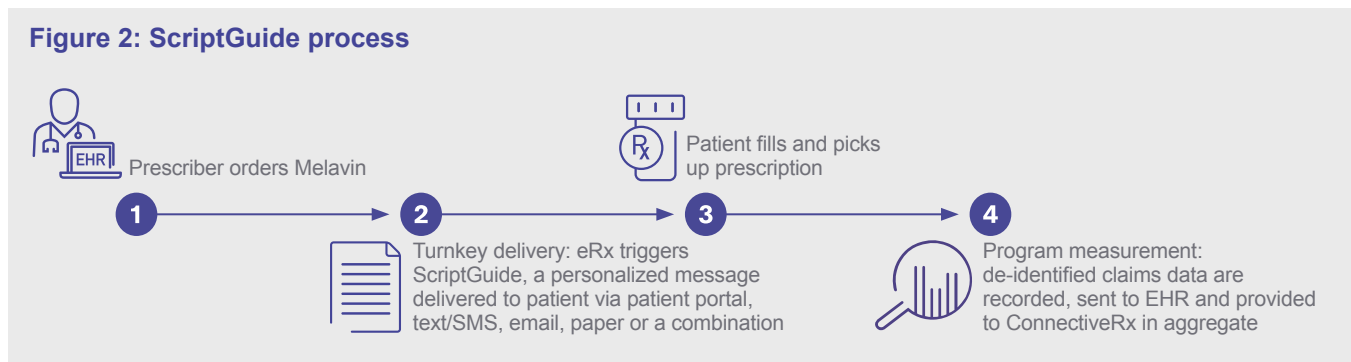 Figure 2: ScriptGuide process
EHR
Prescriber orders Melavin
Rx
Patient fills and picks
up prescription
1
2
3
4
Turnkey delivery: eRx triggers
ScriptGuide, a personalized message
delivered to patient via patient portal,
text/SMS, email, paper or a combination
Program measurement:
de-identified claims data are
recorded, sent to EHR and provided
to ConnectiveRx in aggregate